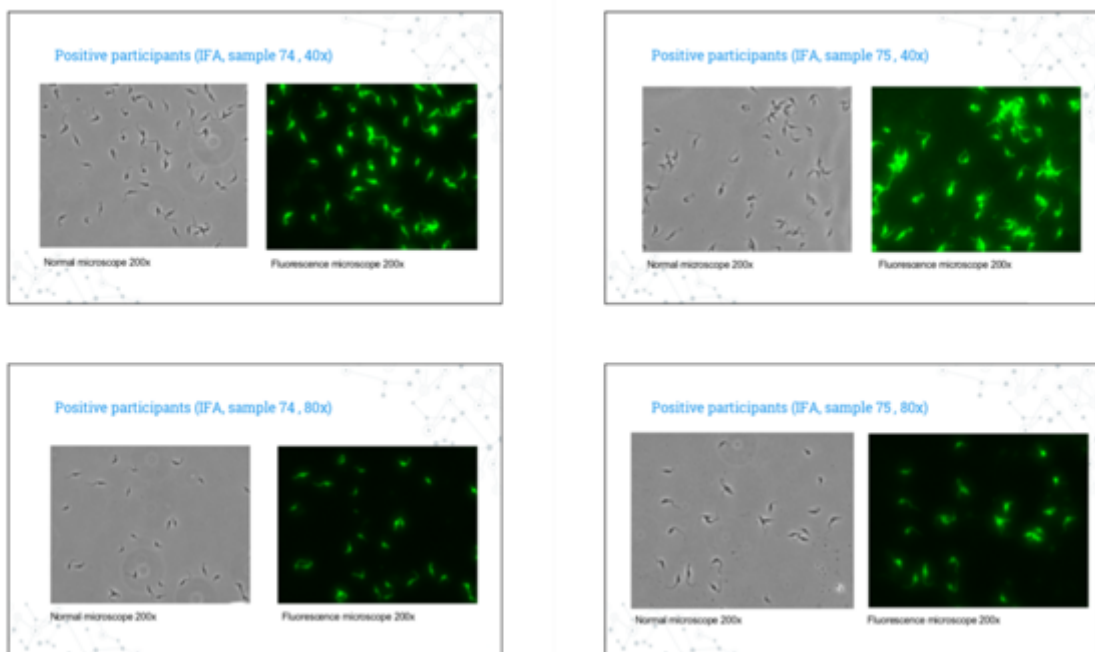 Positive participants (IFA, sample 74 , 40x)
Normal microscope 200x
Fluorescence microscope 200x
Positive participants (IFA, sample 75 , 40x)
Normal microscope 200x
Fluorescence microscope 200x
Positive participants (IFA, sample 74 , 80x)
Normal microscope 200x
Fluorescence microscope 200x
Positive participants (IFA, sample 75 , 80x)
Normal microscope 200x
Fluorescence microscope 200x